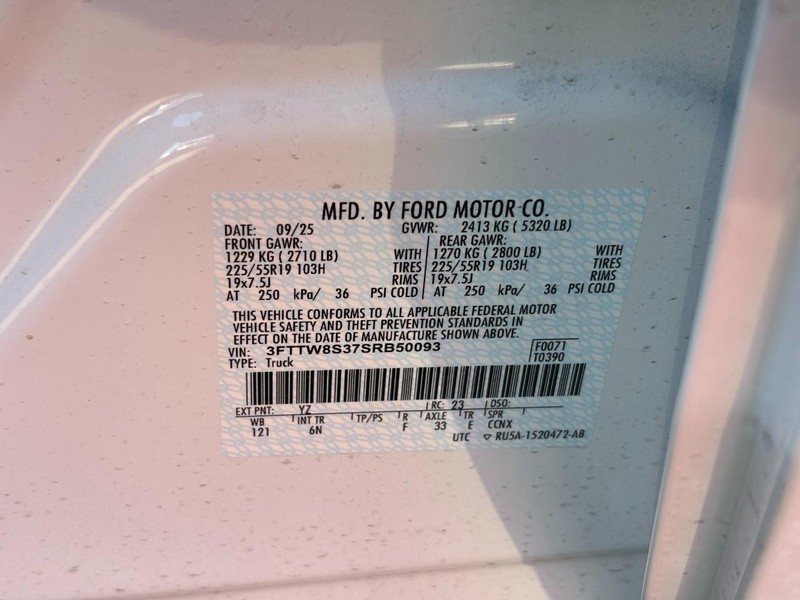 MFD. BY FORD MOTOR CO.
DATE: 09/25 GVWR: 2413 KG ( 5320 LB)
FRONT GAWR: REAR GAWR:
1229 KG ( 2710 LB) WITH 1270 KG ( 2800 LB) WITH
225/55R19 103H TIRES 225/55R19 103H TIRES
19x7.5J RIMS 19x7.5J RIMS
AT 250 kPa/ 36 PSI COLD AT 250 kPa/ 36 PSI COLD
THIS VEHICLE CONFORMS TO ALL APPLICABLE FEDERAL MOTOR
VEHICLE SAFETY AND THEFT PREVENTION STANDARDS IN
EFFECT ON THE DATE OF MANUFACTURE SHOWN ABOVE.
VIN: 3FTTW8S37SRB50093 F0071
TYPE: Truck T0390
EXT PNT: YZ RC: 23 DSO:
WB INT TR TP/PS R AXLE TR SPR
121 6N F 33 E CCNX
UTC ▽ RU5A-1520472-AB